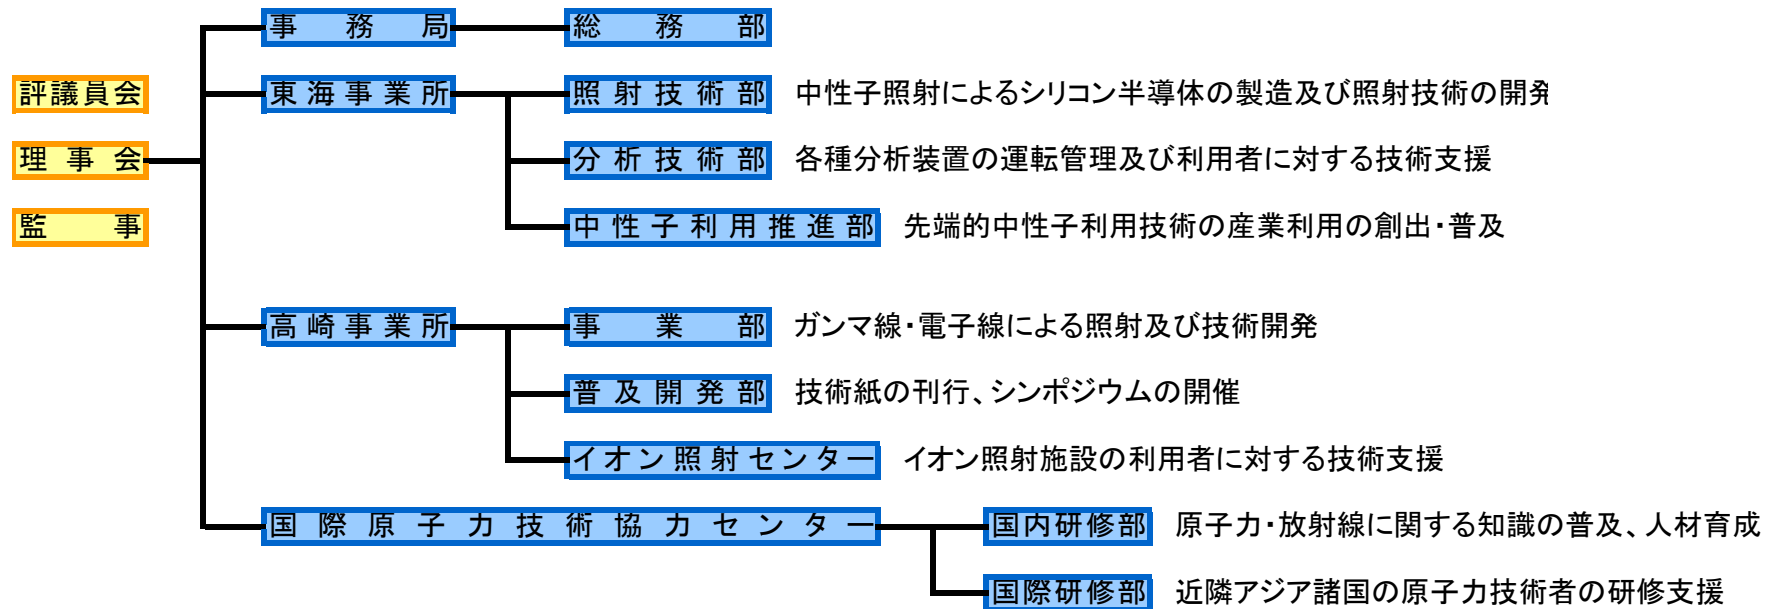 事務局 総務部
評議員会 東海事業所 照射技術部 中性子照射によるシリコン半導体の製造及び照射技術の開発
理事会 分析技術部 各種分析装置の運転管理及び利用者に対する技術支援
監事 中性子利用推進部 先端的中性子利用技術の産業利用の創出・普及
高崎事業所 事業部 ガンマ線・電子線による照射及び技術開発
普及開発部 技術紙の刊行、シンポジウムの開催
イオン照射センター イオン照射施設の利用者に対する技術支援
国際原子力技術協力センター 国内研修部 原子力・放射線に関する知識の普及、人材育成
国際研修部 近隣アジア諸国の原子力技術者の研修支援